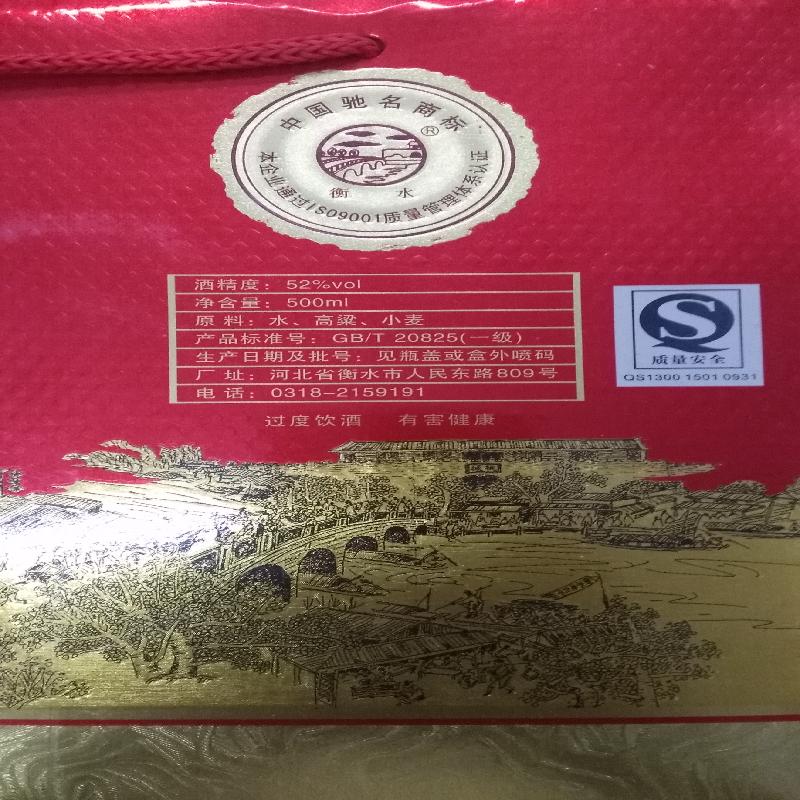 中国驰名商标
®
衡水
本企业通过ISO9001质量管理体系认证
酒精度：52%vol
净含量：500ml
原料：水、高粱、小麦
产品标准号：GB/T 20825(一级)
生产日期及批号：见瓶盖或盒外喷码
厂址：河北省衡水市人民东路809号
电话：0318-2159191
质量安全
QS1300 1501 0931
过度饮酒 有害健康